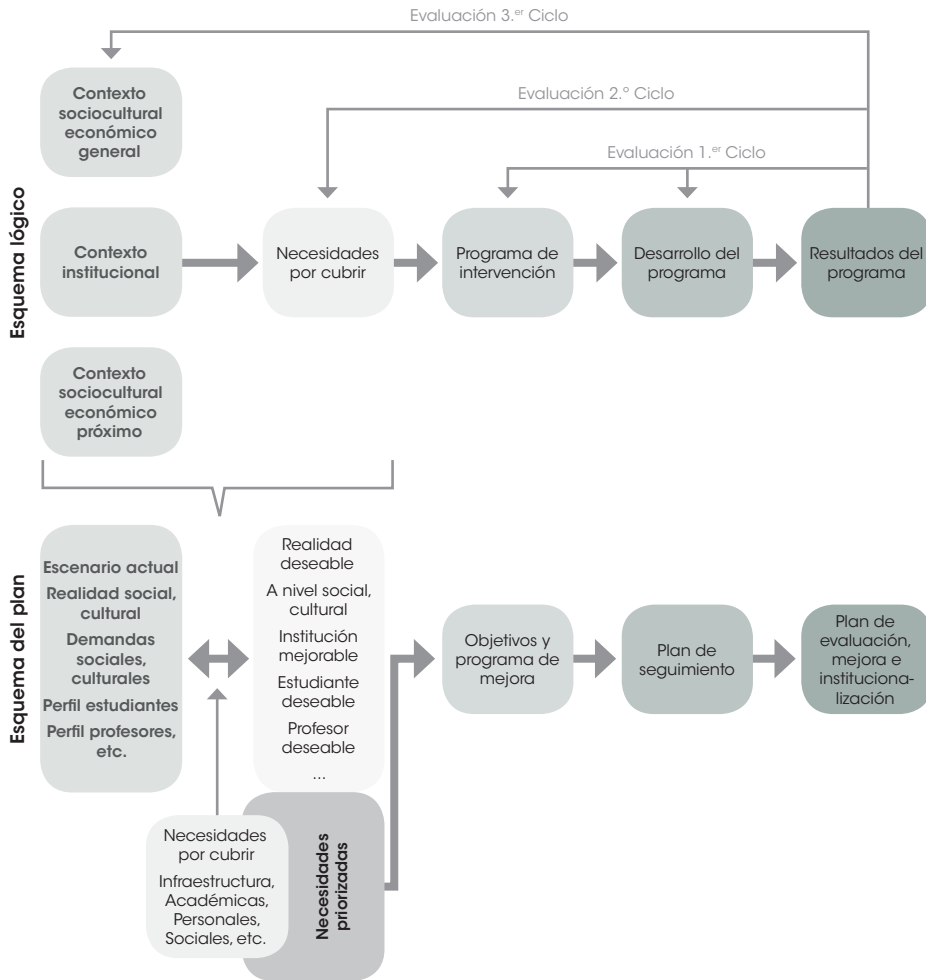 Evaluación 3.er Ciclo
Evaluación 2.º Ciclo
Evaluación 1.er Ciclo
Esquema lógico
Contexto
sociocultural
económico
general
Contexto
institucional
Contexto
sociocultural
económico
próximo
Necesidades
por cubrir
Programa de
intervención
Desarrollo del
programa
Resultados del
programa
Esquema del plan
Escenario actual
Realidad social,
cultural
Demandas
sociales,
culturales
Perfil estudiantes
Perfil profesores,
etc.
Realidad
deseable
A nivel social,
cultural
Institución
mejorable
Estudiante
deseable
Profesor
deseable
...
Necesidades
por cubrir
Infraestructura,
Académicas,
Personales,
Sociales, etc.
Necesidades
priorizadas
Objetivos y
programa de
mejora
Plan de
seguimiento
Plan de
evaluación,
mejora e
instituciona-
lización